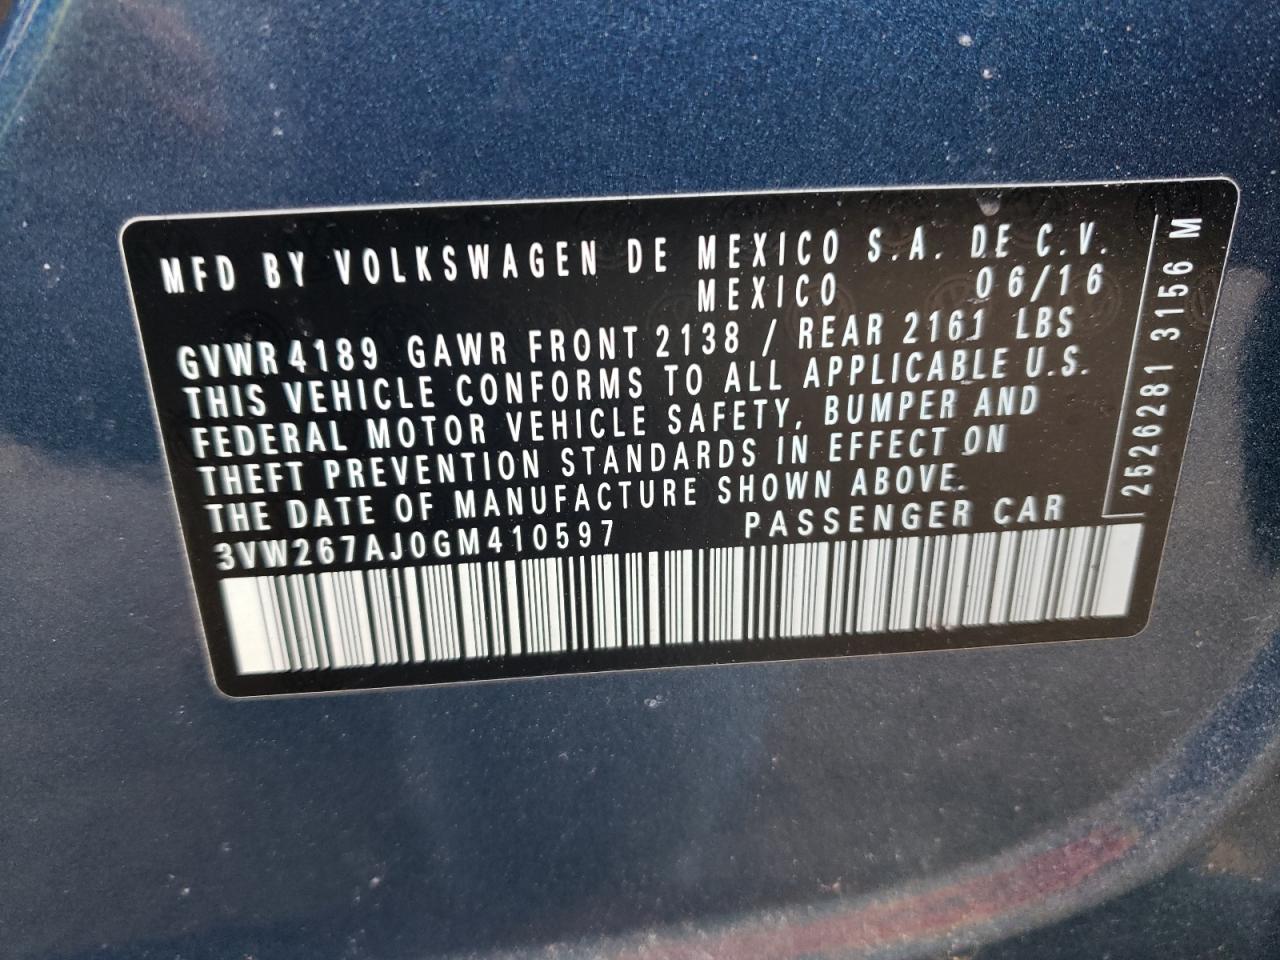 MFD BY VOLKSWAGEN DE MEXICO S.A. DE C.V.
MEXICO 06/16
GVWR 4189 GAWR FRONT 2138 / REAR 2161 LBS
THIS VEHICLE CONFORMS TO ALL APPLICABLE U.S.
FEDERAL MOTOR VEHICLE SAFETY, BUMPER AND
THEFT PREVENTION STANDARDS IN EFFECT ON
THE DATE OF MANUFACTURE SHOWN ABOVE.
3VW267AJ0GM410597 PASSENGER CAR
2526281 3156 M